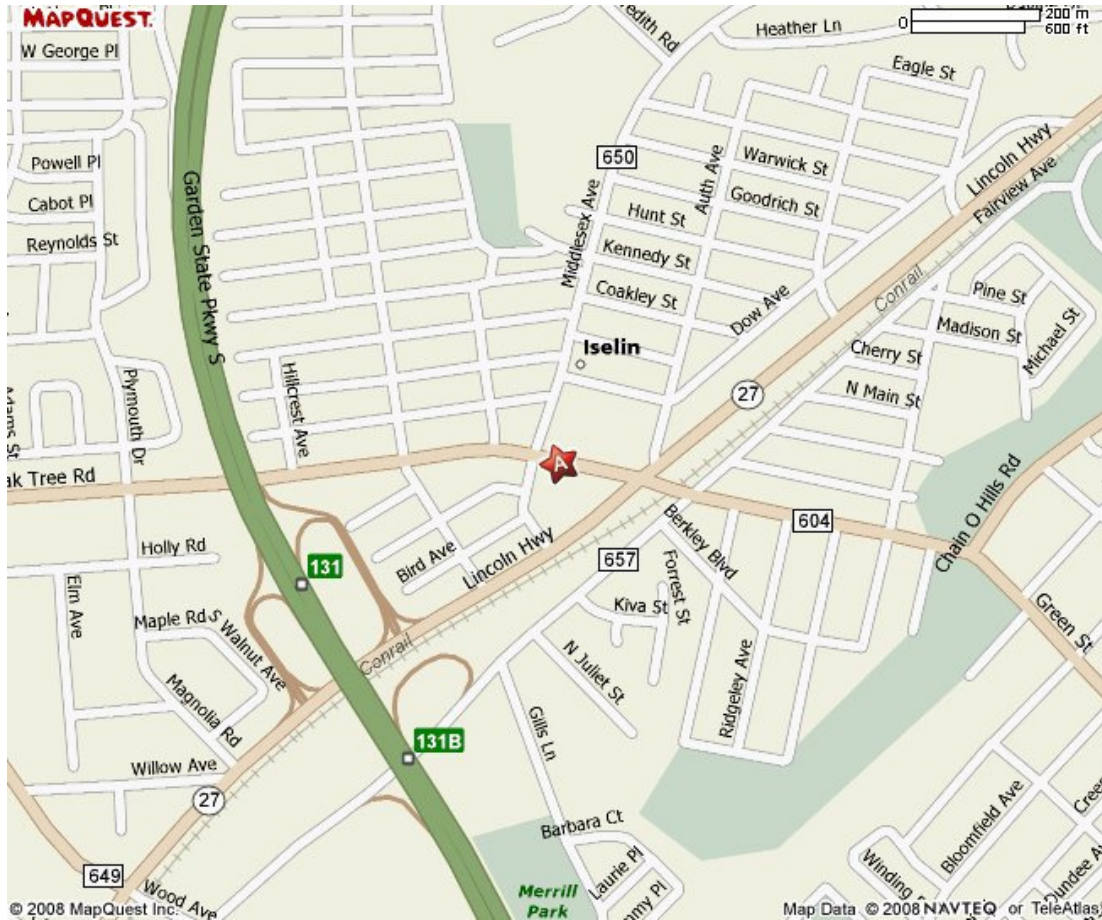 MAPQUEST.
0
200 m
600 ft
W George Pl
Heather Ln
Eagle St
Powell Pl
650
Warwick St
Lincoln Hwy
Garden State Pkwy S
Auth Ave
Fairview Ave
Cabot Pl
Goodrich St
Middlesex Ave
Hunt St
Reynolds St
Kennedy St
Conrail
Coakley St
Dow Ave
Pine St
Madison St
Michael St
Iselin
Cherry St
Hillcrest Ave
Plymouth Dr
27
N Main St
A
ak Tree Rd
604
Chain O Hills Rd
Berkley Blvd
Holly Rd
Bird Ave
Lincoln Hwy
657
131
Elm Ave
Forrest St
Kiva St
Green St
Maple Rd
S Walnut Ave
Conrail
N Juliet St
Ridgeley Ave
Magnolia Rd
Gills Ln
131B
Willow Ave
27
Bloomfield Ave
Barbara Ct
649
Laurie Pl
Winding
Dundee A
Wood Ave
Merrill
Park
mmy Pl
© 2008 MapQuest Inc.
Map Data © 2008 NAVTEQ or TeleAtlas